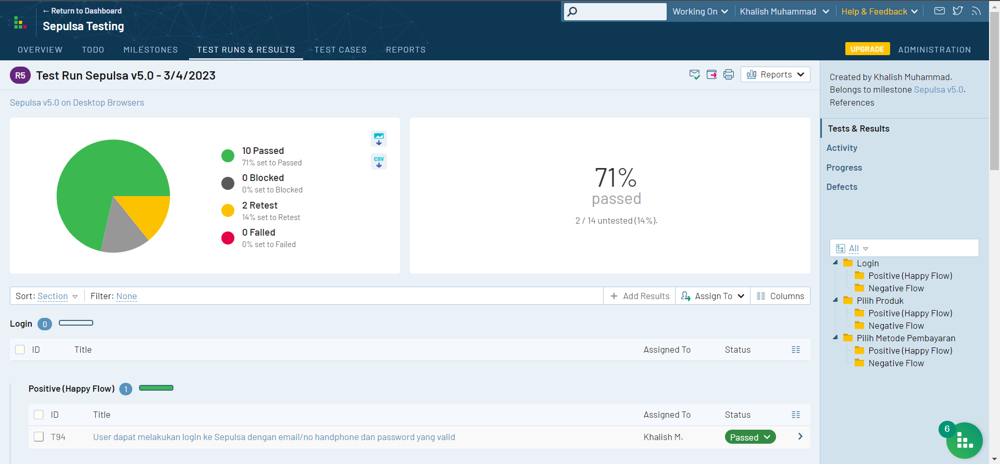 ← Return to Dashboard
Sepulsa Testing
Working On
Khalish Muhammad
Help & Feedback
OVERVIEW
TODO
MILESTONES
TEST RUNS & RESULTS
TEST CASES
REPORTS
UPGRADE
ADMINISTRATION
R5
Test Run Sepulsa v5.0 - 3/4/2023
Reports
Sepulsa v5.0 on Desktop Browsers
10 Passed
71% set to Passed
0 Blocked
0% set to Blocked
2 Retest
14% set to Retest
0 Failed
0% set to Failed
CSV
71%
passed
2 / 14 untested (14%).
Sort: Section
Filter: None
Add Results
Assign To
Columns
Login 0
ID Title Assigned To Status
Positive (Happy Flow) 1
ID Title Assigned To Status
T94 User dapat melakukan login ke Sepulsa dengan email/no handphone dan password yang valid Khalish M. Passed
Created by Khalish Muhammad.
Belongs to milestone Sepulsa v5.0.
References
Tests & Results
Activity
Progress
Defects
All
Login
Positive (Happy Flow)
Negative Flow
Pilih Produk
Positive (Happy Flow)
Negative Flow
Pilih Metode Pembayaran
Positive (Happy Flow)
Negative Flow
6